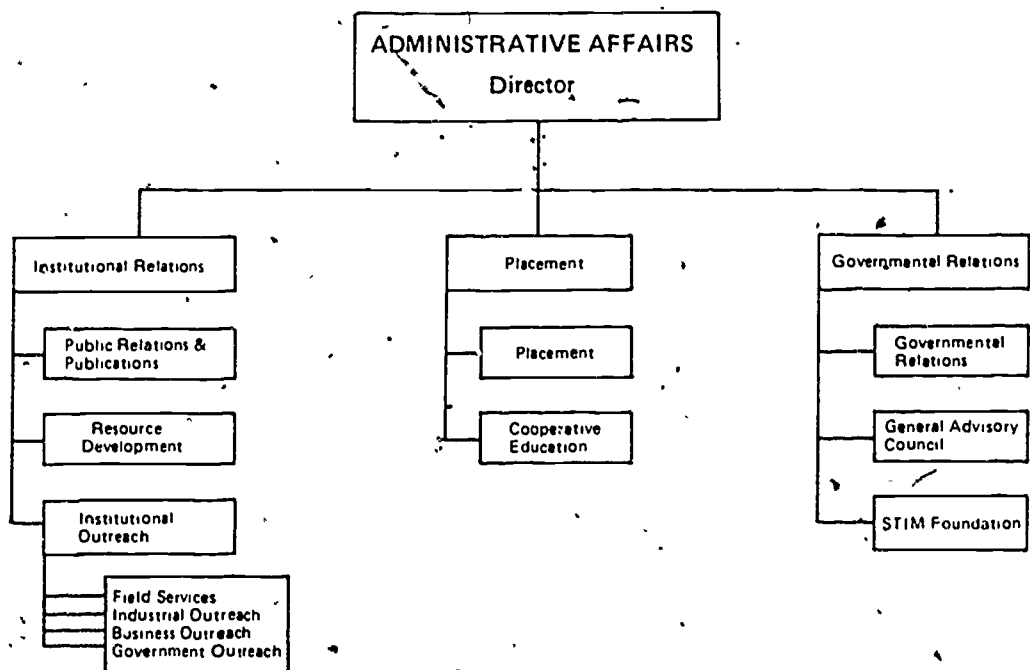 ADMINISTRATIVE AFFAIRS
Director
Institutional Relations
Public Relations &
Publications
Resource
Development
Institutional
Outreach
Field Services
Industrial Outreach
Business Outreach
Government Outreach
Placement
Placement
Cooperative
Education
Governmental Relations
Governmental
Relations
General Advisory
Council
STIM Foundation